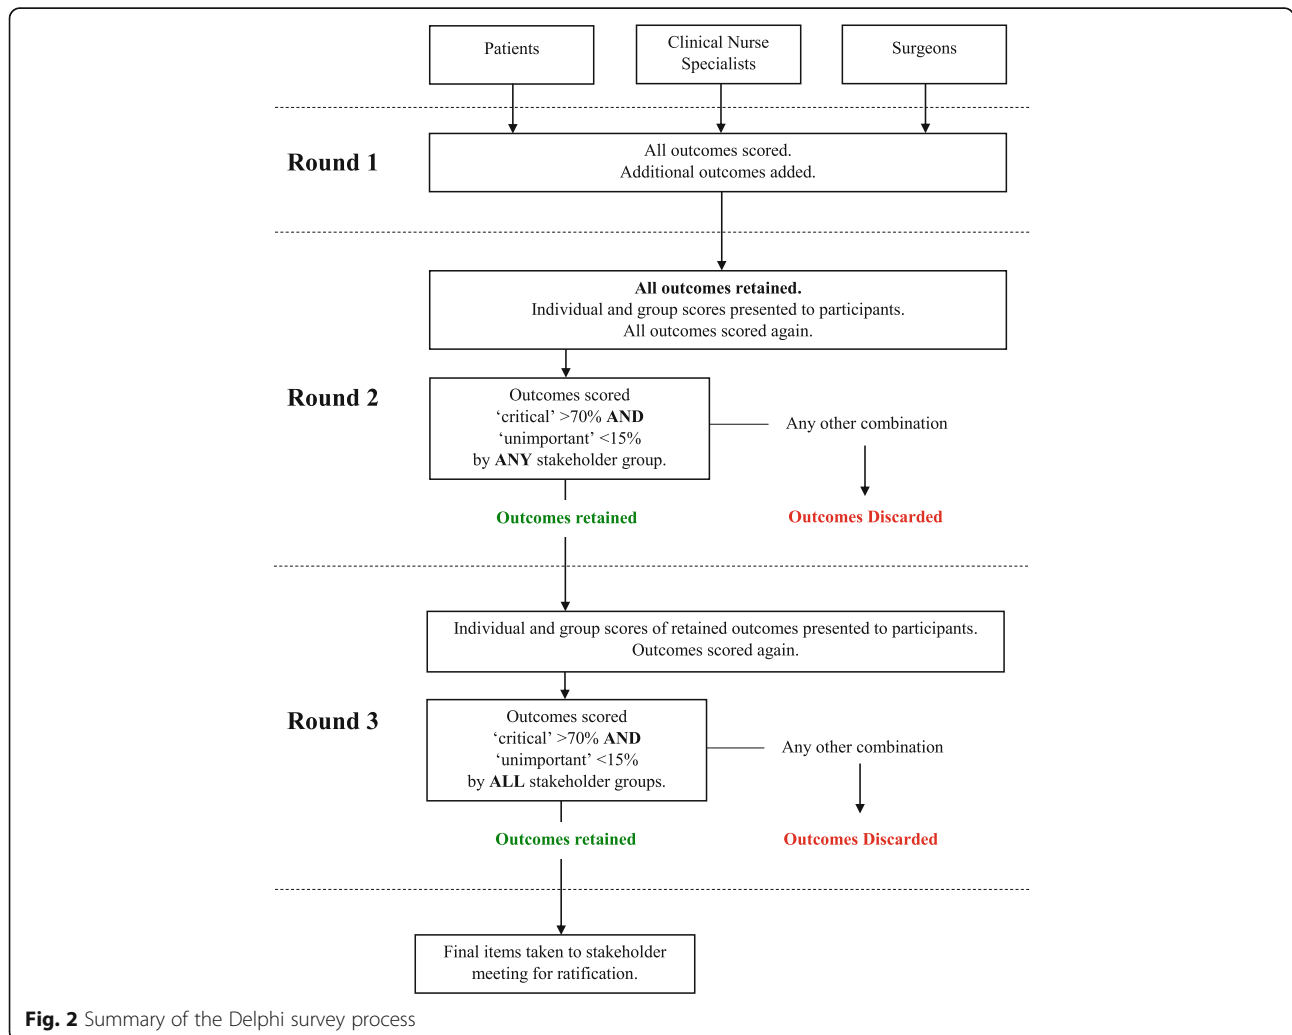 Patients
Clinical Nurse
Specialists
Surgeons
Round 1
All outcomes scored.
Additional outcomes added.
All outcomes retained.
Individual and group scores presented to participants.
All outcomes scored again.
Round 2
Outcomes scored
‘critical’ >70% AND
‘unimportant’ <15%
by ANY stakeholder group.
Any other combination
Outcomes retained
Outcomes Discarded
Individual and group scores of retained outcomes presented to participants.
Outcomes scored again.
Round 3
Outcomes scored
‘critical’ >70% AND
‘unimportant’ <15%
by ALL stakeholder groups.
Any other combination
Outcomes retained
Outcomes Discarded
Final items taken to stakeholder
meeting for ratification.
Fig. 2 Summary of the Delphi survey process